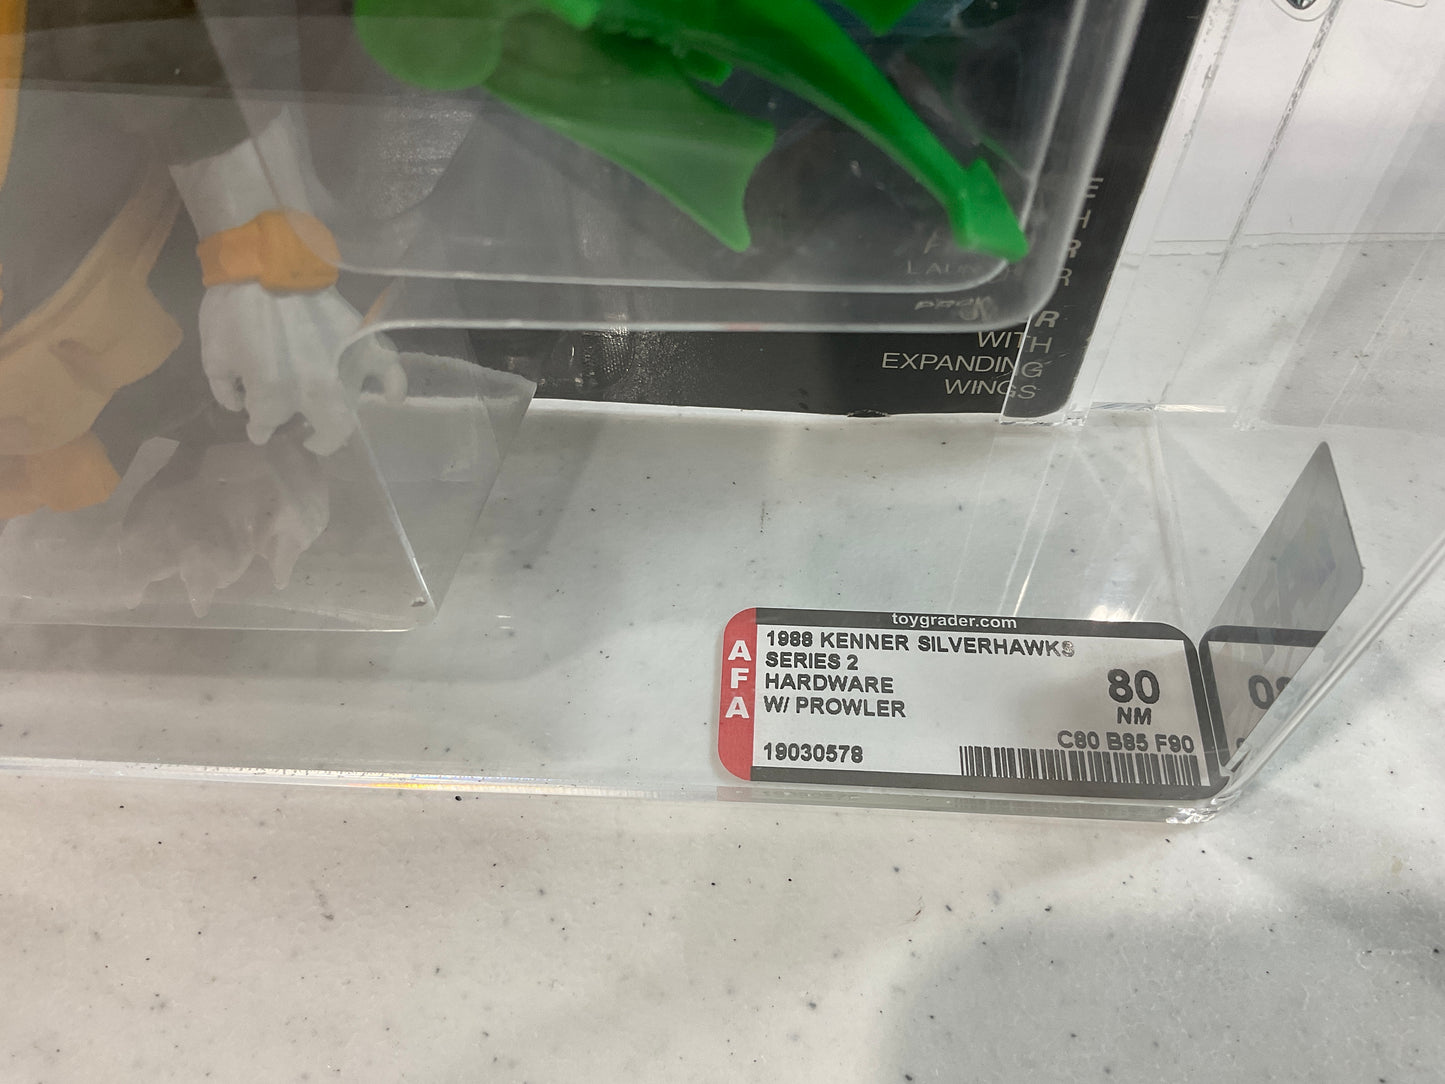 WITH
EXPANDING
WINGS
toygrader.com
AFA
1988 KENNER SILVERHAWKS
SERIES 2
HARDWARE
W/ PROWLER
80
NM
C80 B85 F90
19030578